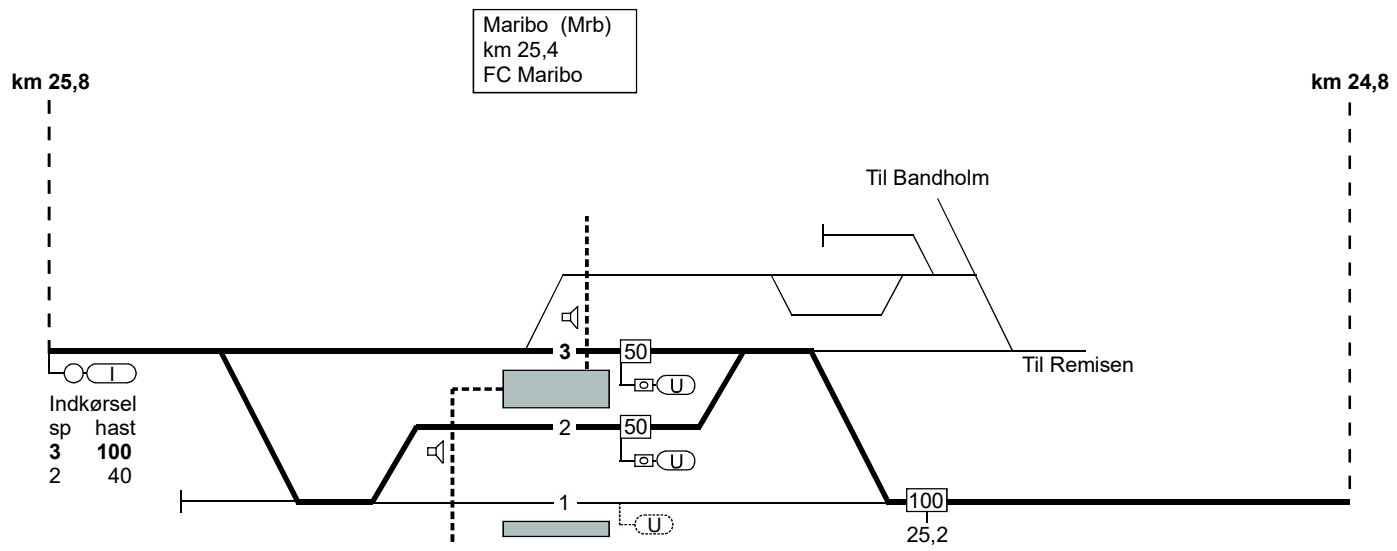 Maribo (Mrb)
km 25,4
FC Maribo
km 25,8
km 24,8
Til Bandholm
3
50
Til Remisen
I
U
Indkørsel
sp hast
3 100
2 40
2
50
U
1
100
U
25,2